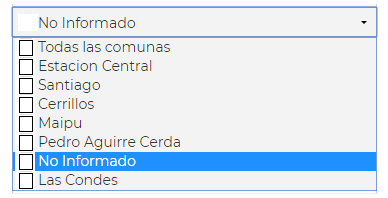 No Informado
Todas las comunas
Estacion Central
Santiago
Cerrillos
Maipu
Pedro Aguirre Cerda
No Informado
Las Condes